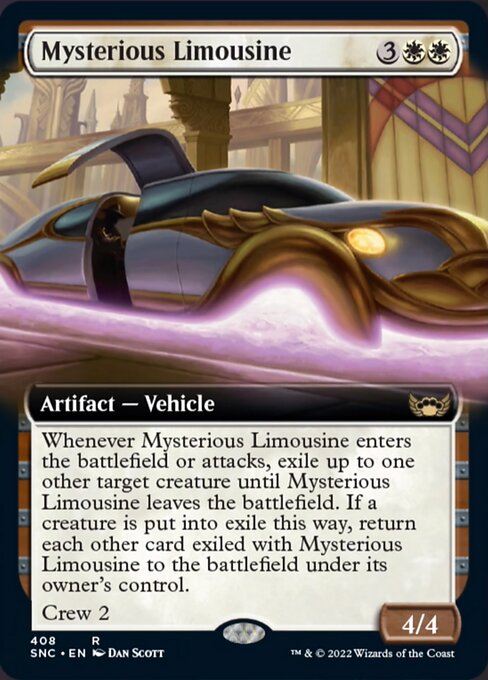 Mysterious Limousine 3
Artifact — Vehicle
Whenever Mysterious Limousine enters
the battlefield or attacks, exile up to one
other target creature until Mysterious
Limousine leaves the battlefield. If a
creature is put into exile this way, return
each other card exiled with Mysterious
Limousine to the battlefield under its
owner's control.
Crew 2
4/4
408 R
SNC • EN DAN SCOTT
™ & © 2022 Wizards of the Coast